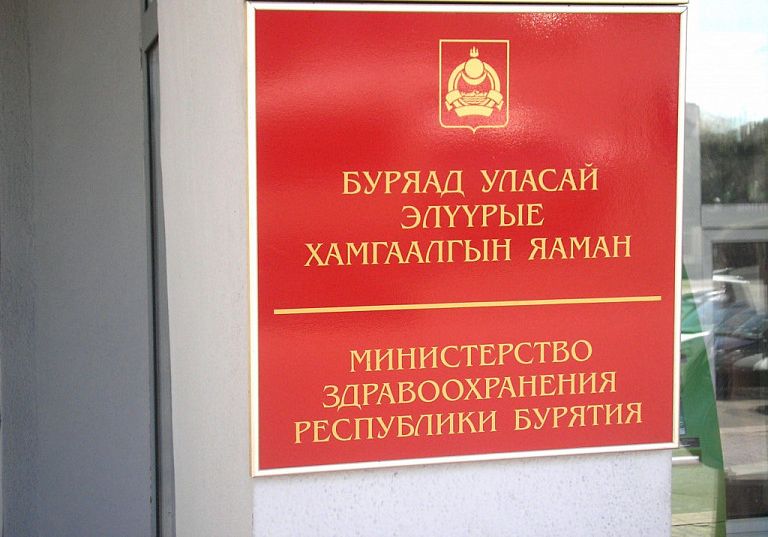 БУРЯАД УЛАСАЙ
ЭЛҮҮРЫЕ
ХАМГААЛГЫН ЯАМАН
МИНИСТЕРСТВО
ЗДРАВООХРАНЕНИЯ
РЕСПУБЛИКИ БУРЯТИЯ